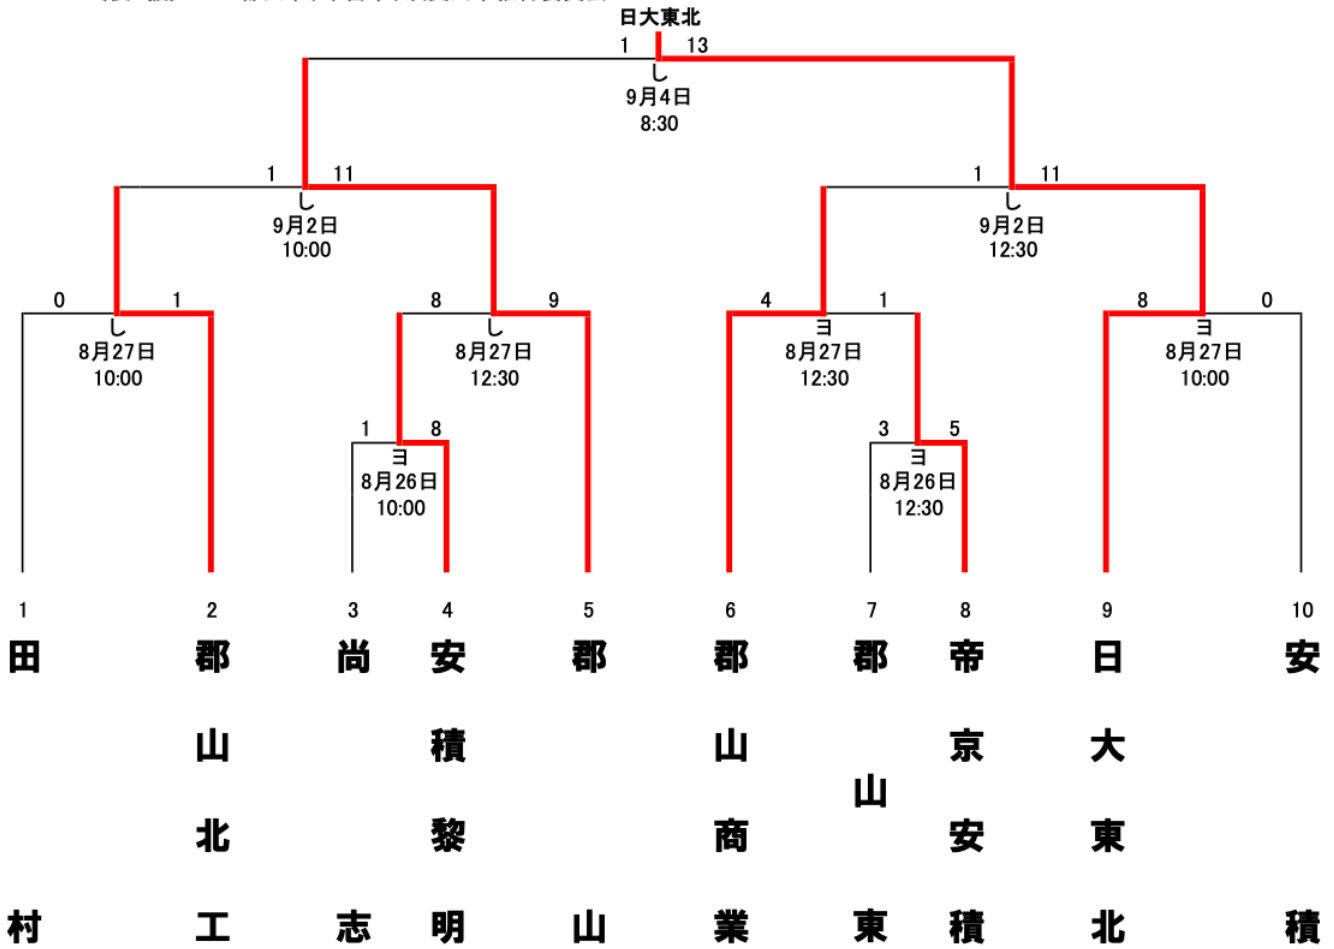 日大東北
1 13
し
9月4日
8:30
1 11
し
9月2日
10:00
1 11
し
9月2日
12:30
0 1
し
8月27日
10:00
8 9
し
8月27日
12:30
4 1
ヨ
8月27日
12:30
8 0
ヨ
8月27日
10:00
1 8
ヨ
8月26日
10:00
3 5
ヨ
8月26日
12:30
1 2 3 4 5 6 7 8 9 10
田村
郡山北工
尚志
安積黎明
郡山
郡山商業
郡山東
帝京安積
日大東北
安積